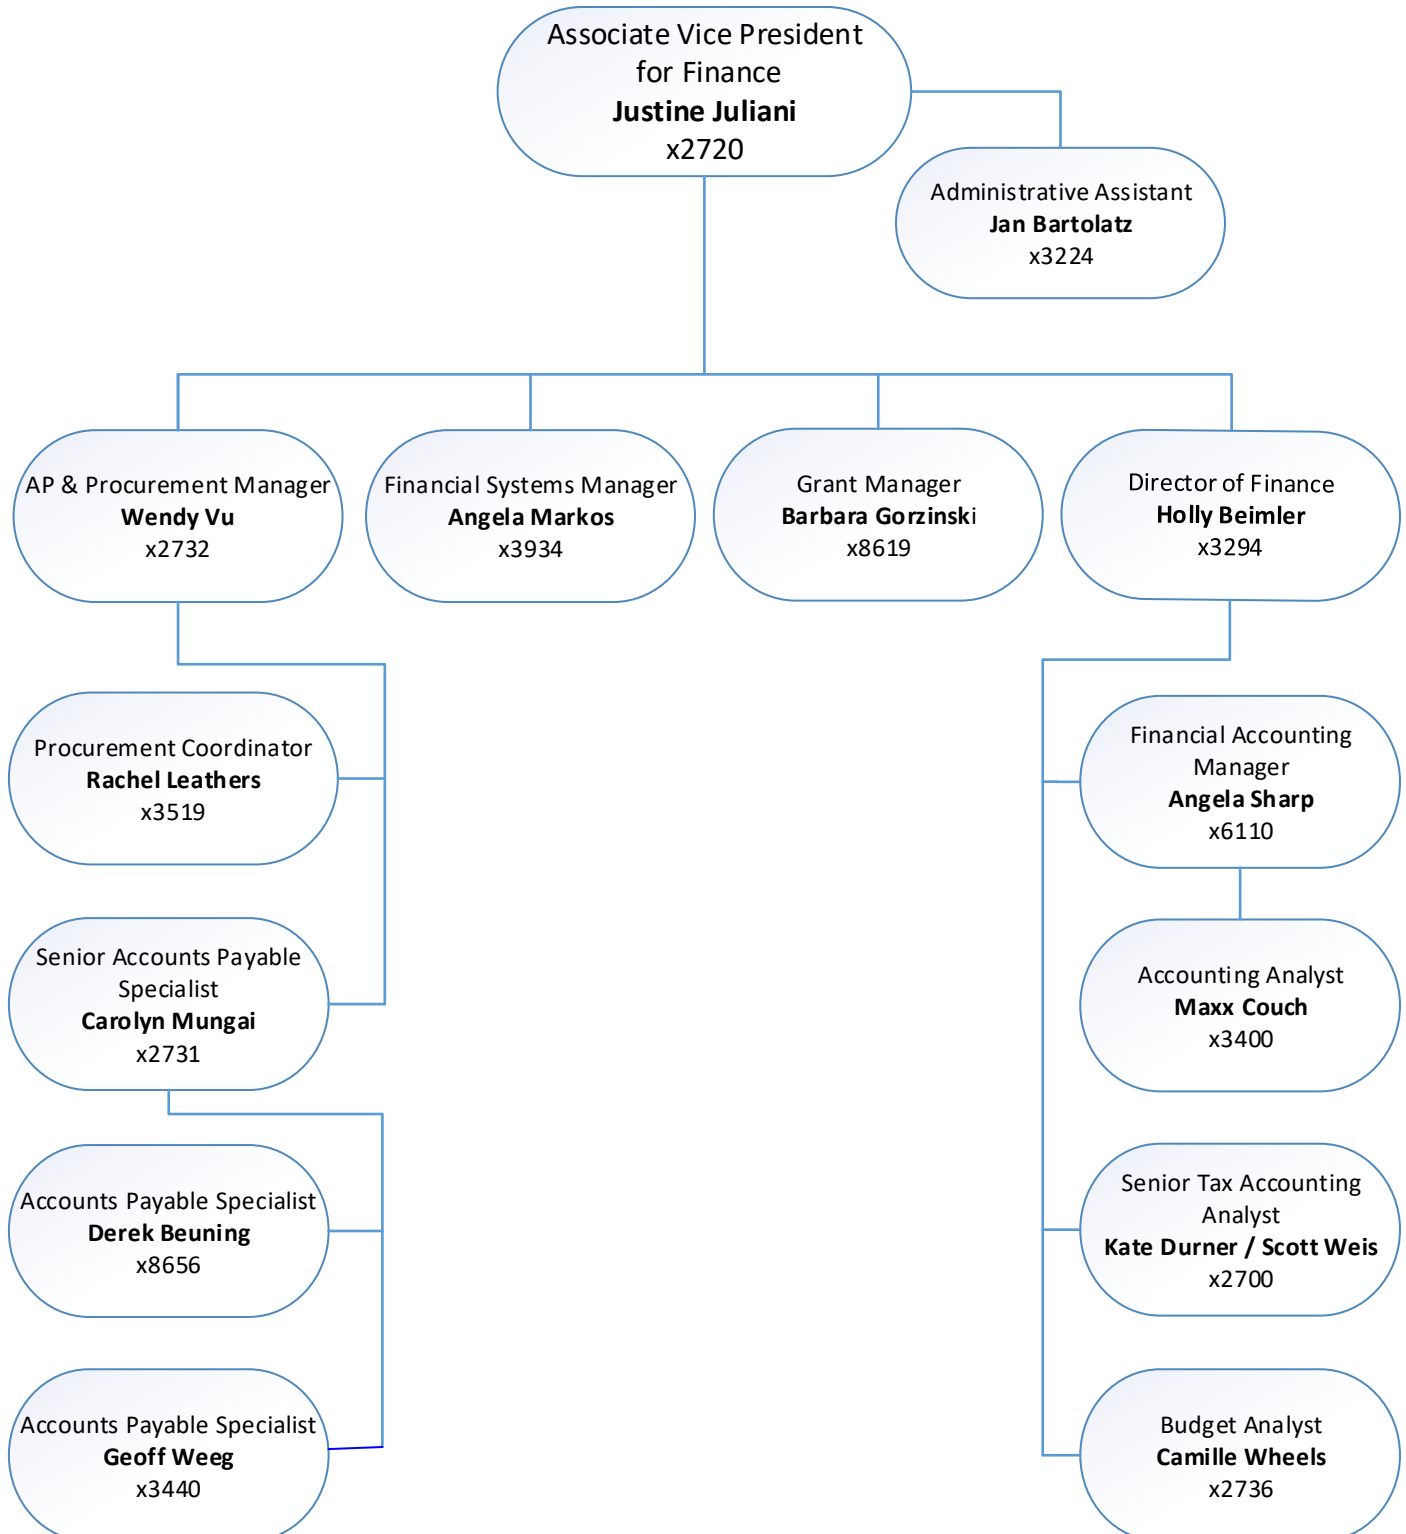 Associate Vice President
for Finance
Justine Juliani
x2720
Administrative Assistant
Jan Bartolatz
x3224
AP & Procurement Manager
Wendy Vu
x2732
Financial Systems Manager
Angela Markos
x3934
Grant Manager
Barbara Gorzinski
x8619
Director of Finance
Holly Beimler
x3294
Procurement Coordinator
Rachel Leathers
x3519
Senior Accounts Payable
Specialist
Carolyn Mungai
x2731
Accounts Payable Specialist
Derek Beuning
x8656
Accounts Payable Specialist
Geoff Weeg
x3440
Financial Accounting
Manager
Angela Sharp
x6110
Accounting Analyst
Maxx Couch
x3400
Senior Tax Accounting
Analyst
Kate Durner / Scott Weis
x2700
Budget Analyst
Camille Wheels
x2736